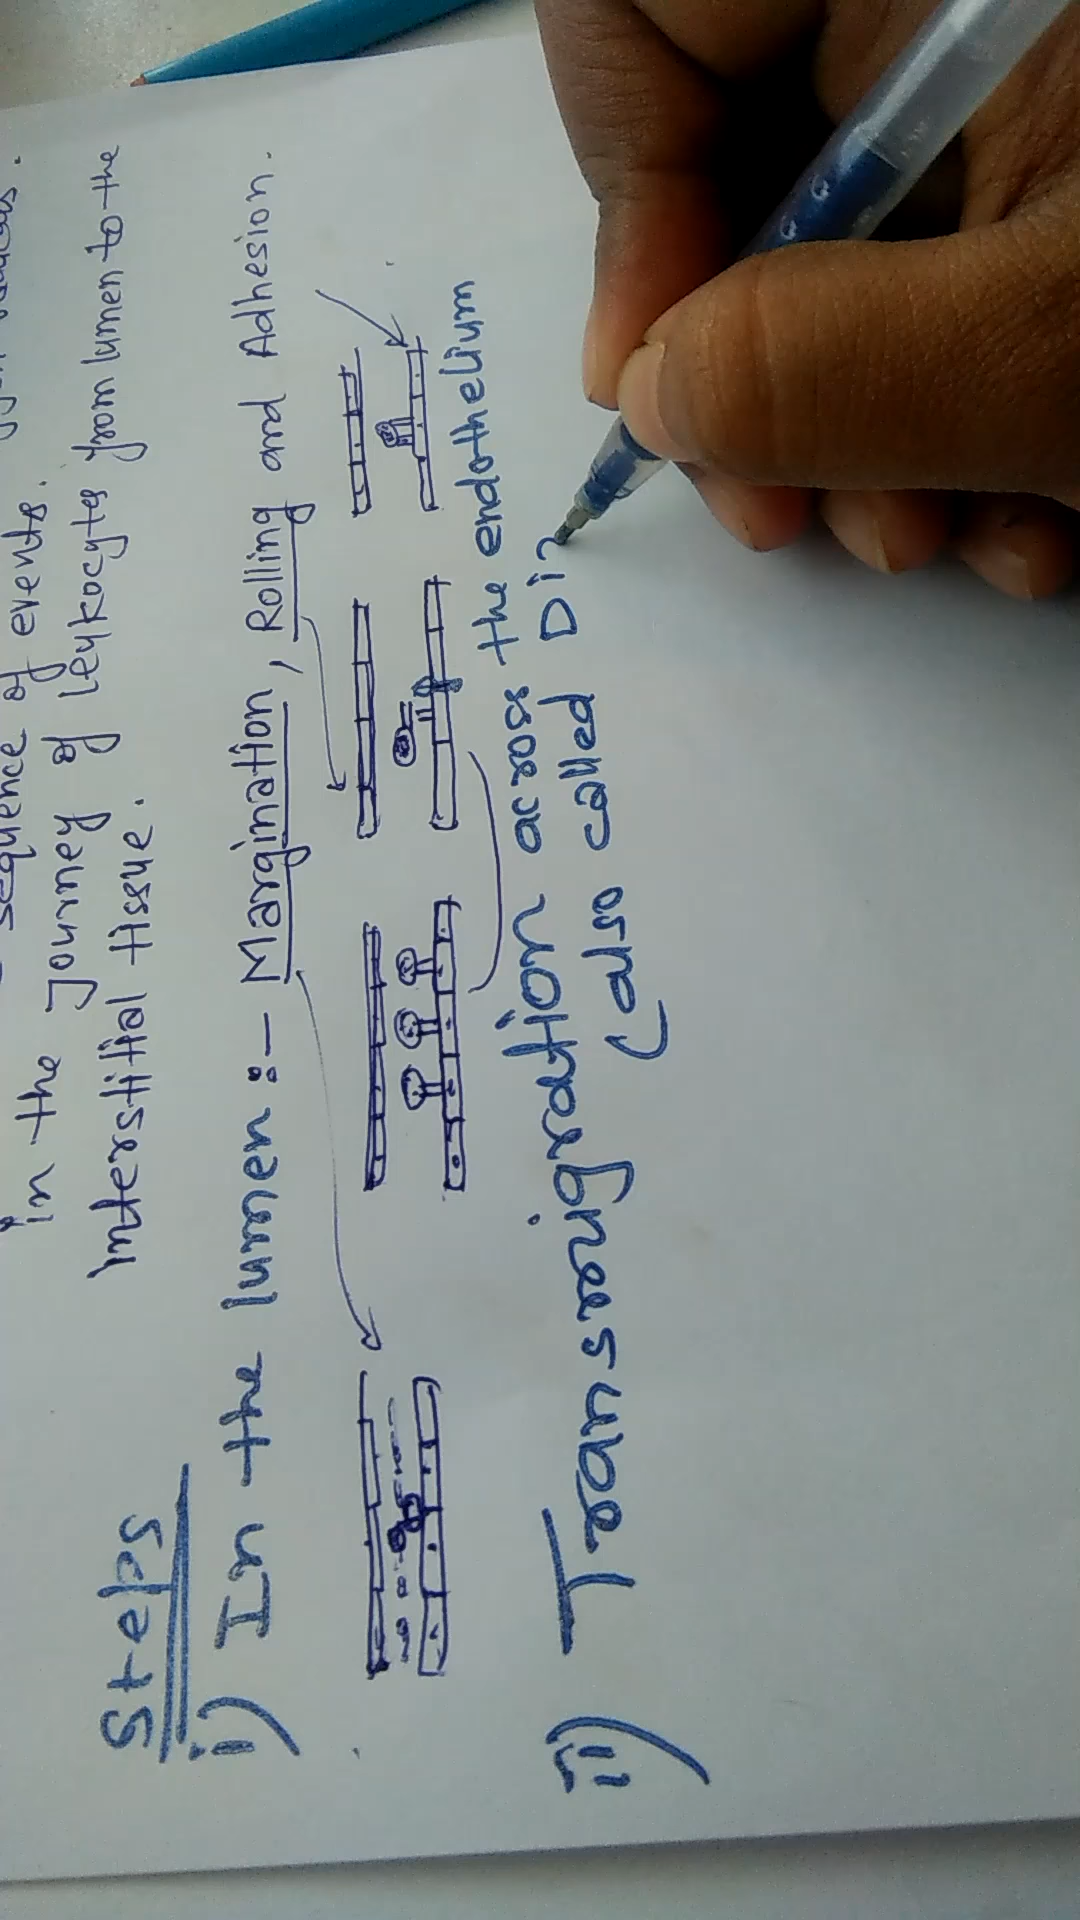 sequence of events.
in the Journey of Leukocytes from lumen to the
interstitial tissue.
Steps
i) In the lumen :- Margination, Rolling and Adhesion.
ii) Transmigration across the endothelium
(also called Di